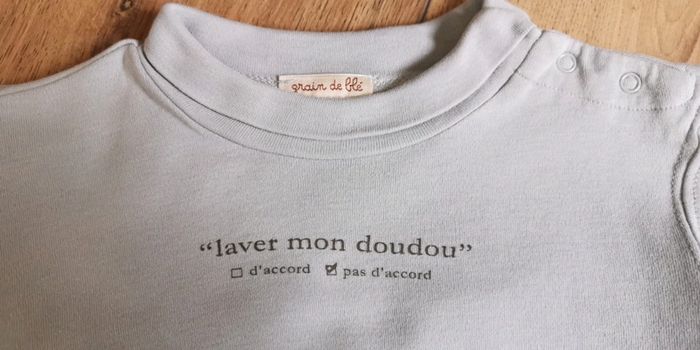 grain de blé
“laver mon doudou”
☐ d'accord ☑ pas d'accord